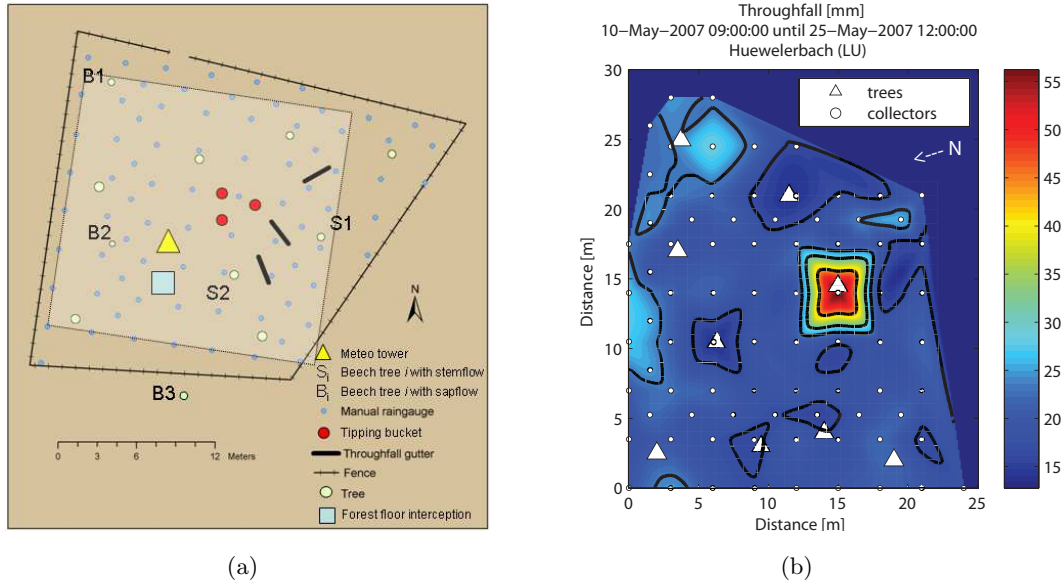 B1
B2
S1
S2
B3
N
Meteo tower
Si Beech tree i with stemflow
Bi Beech tree i with sapflow
Manual raingauge
Tipping bucket
Throughfall gutter
Fence
Tree
Forest floor interception
0 3 6 12 Meters
(a)
Throughfall [mm]
10−May−2007 09:00:00 until 25−May−2007 12:00:00
Huewelerbach (LU)
trees
collectors
N
30
25
20
15
10
5
0
Distance [m]
0 5 10 15 20 25
Distance [m]
55
50
45
40
35
30
25
20
15
(b)